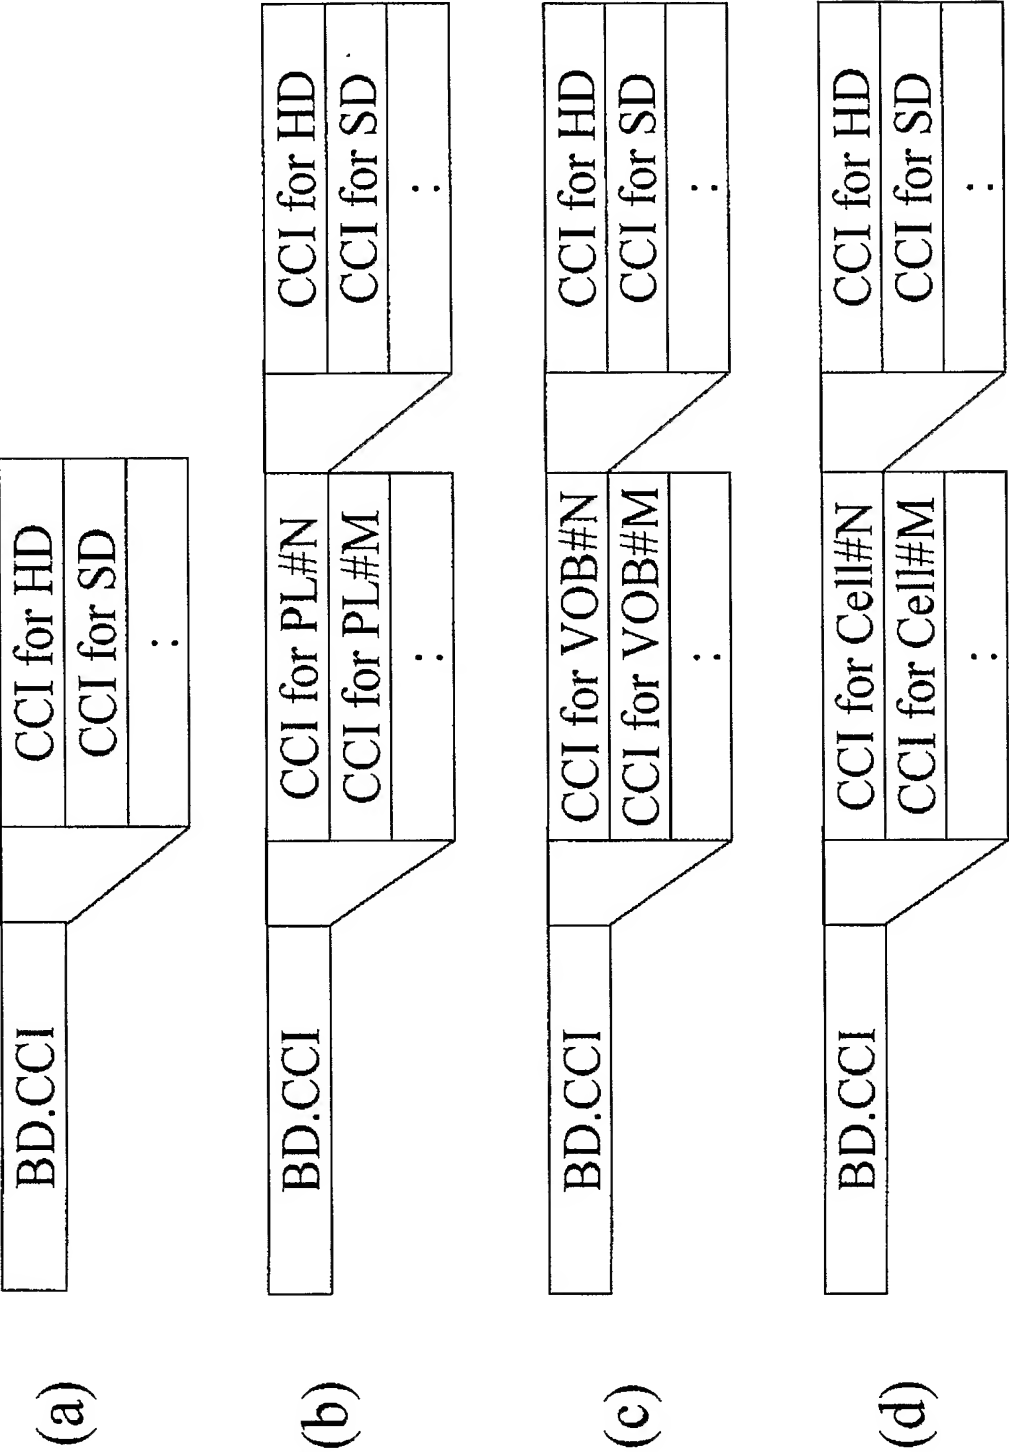 (a)
BD.CCI
CCI for HD
CCI for SD
:
(b)
BD.CCI
CCI for PL#N
CCI for PL#M
:
CCI for HD
CCI for SD
:
(c)
BD.CCI
CCI for VOB#N
CCI for VOB#M
:
CCI for HD
CCI for SD
:
(d)
BD.CCI
CCI for Cell#N
CCI for Cell#M
:
CCI for HD
CCI for SD
: